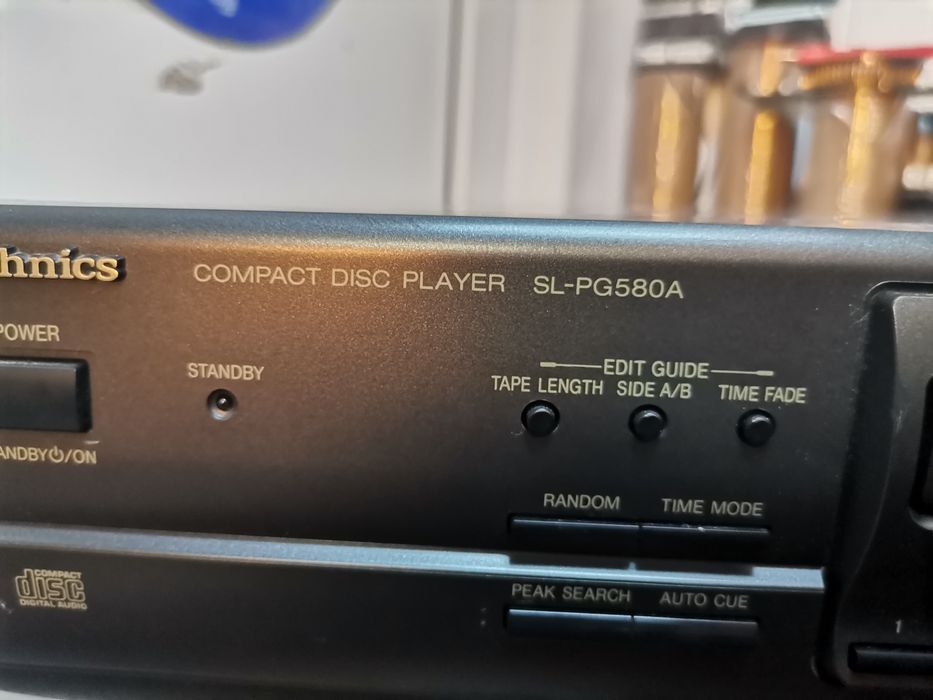 hnics
COMPACT DISC PLAYER SL-PG580A
POWER
STANDBY
ANDBY⏻/ON
EDIT GUIDE
TAPE LENGTH SIDE A/B TIME FADE
RANDOM TIME MODE
COMPACT
disc
DIGITAL AUDIO
PEAK SEARCH AUTO CUE
1